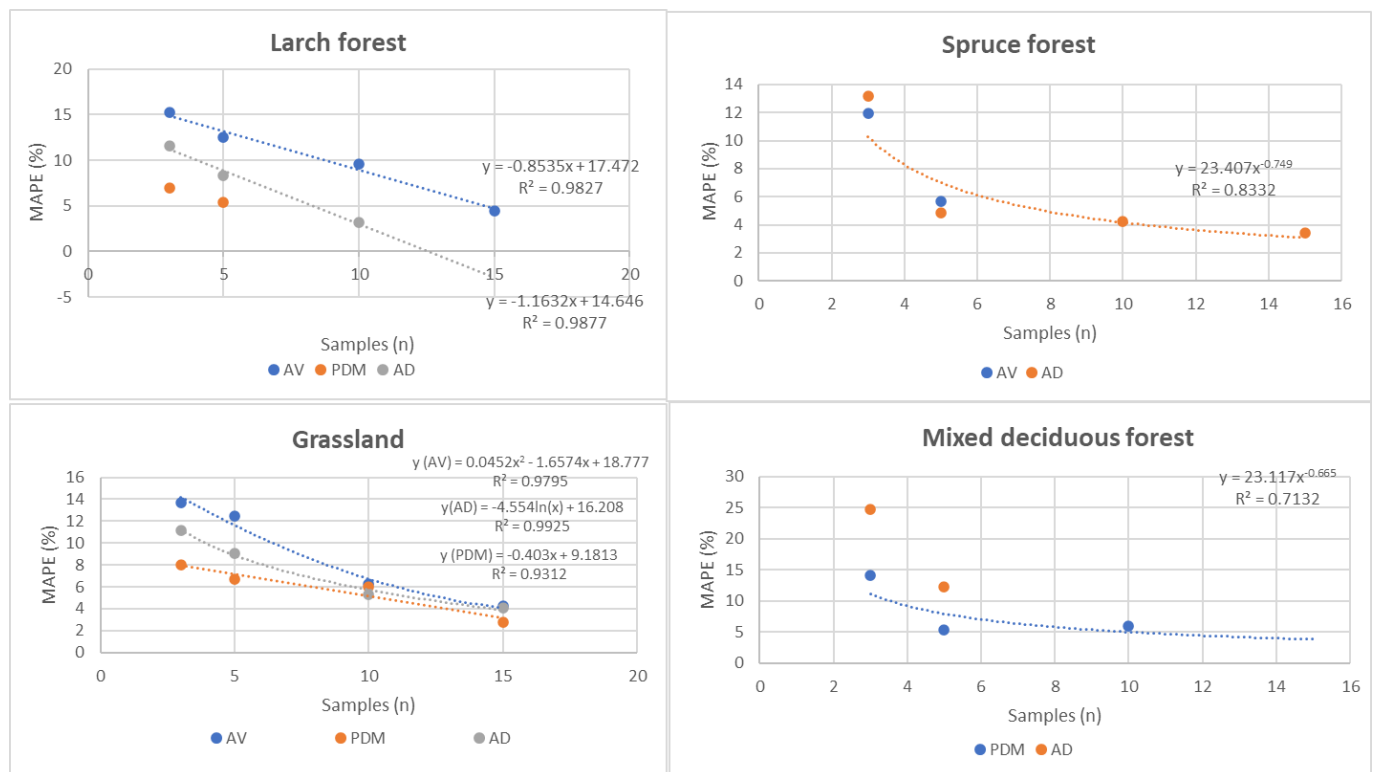 Larch forest
20
15
10
5
0
-5
0
5
10
15
20
MAPE (%)
y = -0.8535x + 17.472
R² = 0.9827
y = -1.1632x + 14.646
R² = 0.9877
Samples (n)
AV PDM AD
Spruce forest
14
12
10
8
6
4
2
0
0 2 4 6 8 10 12 14 16
MAPE (%)
y = 23.407x^-0.749
R² = 0.8332
Samples (n)
AV AD
Grassland
16
14
12
10
8
6
4
2
0
0 5 10 15 20
MAPE (%)
y (AV) = 0.0452x² - 1.6574x + 18.777
R² = 0.9795
y(AD) = -4.554ln(x) + 16.208
R² = 0.9925
y (PDM) = -0.403x + 9.1813
R² = 0.9312
Samples (n)
AV PDM AD
Mixed deciduous forest
30
25
20
15
10
5
0
0 2 4 6 8 10 12 14 16
MAPE (%)
y = 23.117x^-0.665
R² = 0.7132
Samples (n)
PDM AD